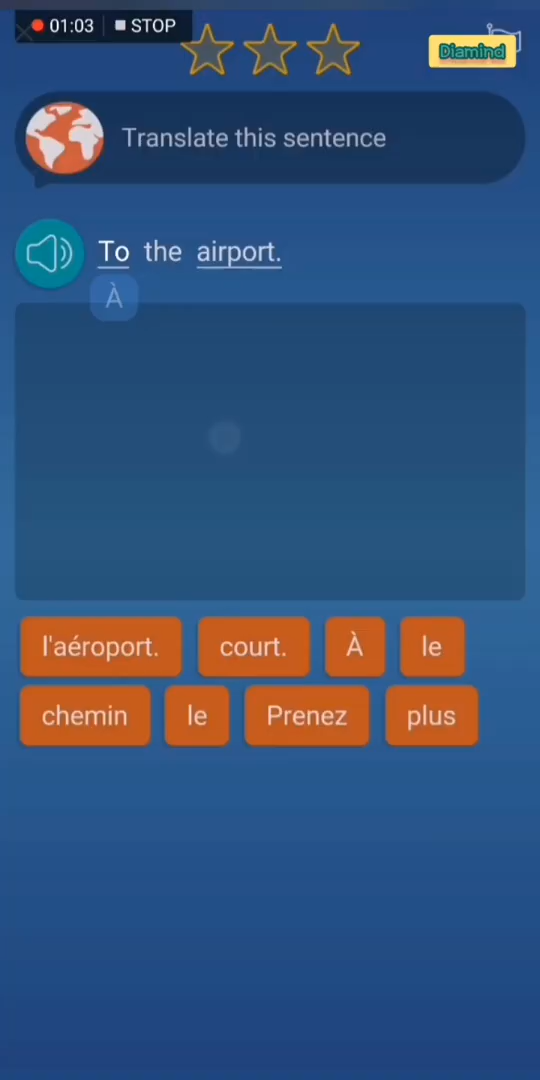 01:03 STOP
Diamind
Translate this sentence
To the airport.
À
l'aéroport. court. À le
chemin le Prenez plus